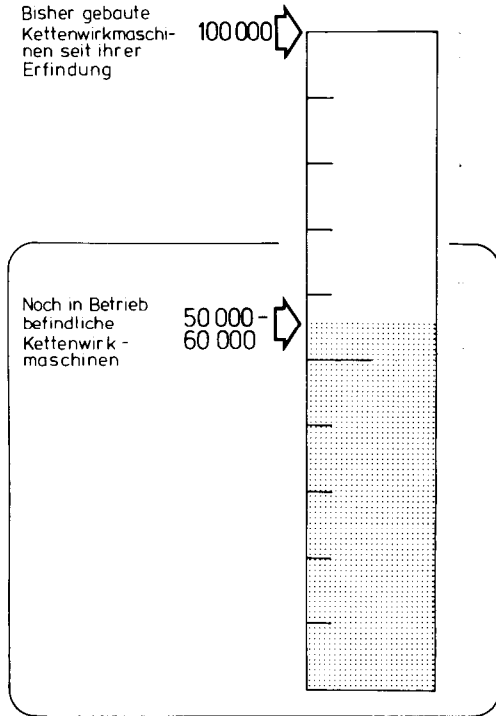 Bisher gebaute
Kettenwirkmaschi-
nen seit ihrer
Erfindung
100 000
Noch in Betrieb
befindliche
Kettenwirk-
maschinen
50 000 -
60 000